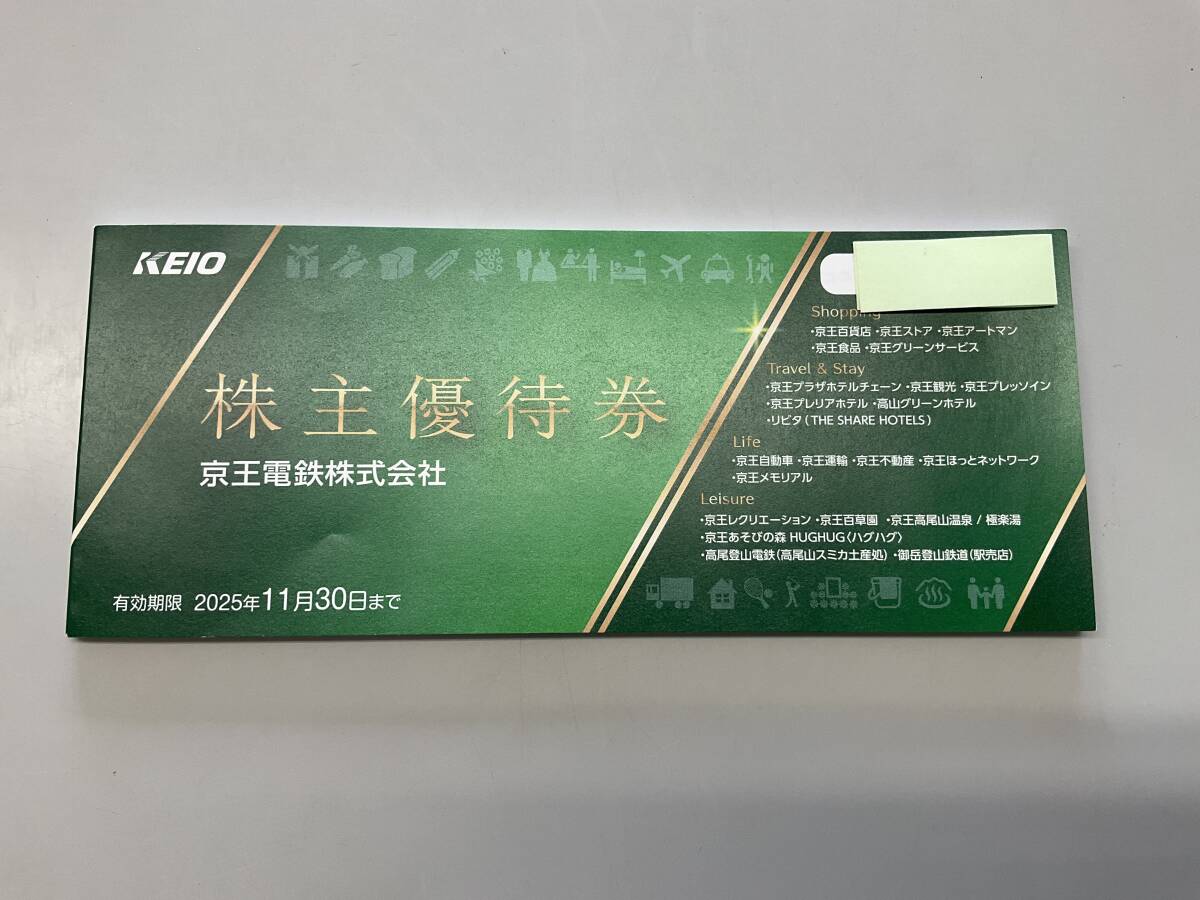 KEIO
株主優待券
京王電鉄株式会社
有効期限 2025年11月30日まで
Shopping
・京王百貨店 ・京王ストア ・京王アートマン
・京王食品 ・京王グリーンサービス
Travel & Stay
・京王プラザホテルチェーン ・京王観光 ・京王プレッソイン
・京王プレリアホテル ・高山グリーンホテル
・リビタ(THE SHARE HOTELS)
Life
・京王自動車 ・京王運輸 ・京王不動産 ・京王ほっとネットワーク
・京王メモリアル
Leisure
・京王レクリエーション ・京王百草園 ・京王高尾山温泉 / 極楽湯
・京王あそびの森 HUGHUG〈ハグハグ〉
・高尾登山電鉄(高尾山スミカ土産処) ・御岳登山鉄道(駅売店)